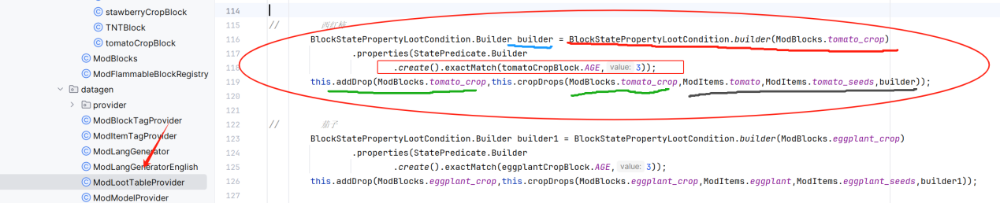 stawberryCropBlock
TNTBlock
tomatoCropBlock
ModBlocks
ModFlammableBlockRegistry
datagen
provider
ModBlockTagProvider
ModItemTagProvider
ModLangGenerator
ModLangGeneratorEnglish
ModLootTableProvider
ModModelProvider
114
115 // 西红柿
116 BlockStatePropertyLootCondition.Builder builder = BlockStatePropertyLootCondition.builder(ModBlocks.tomato_crop)
117 .properties(StatePredicate.Builder
118 .create().exactMatch(tomatoCropBlock.AGE, value: 3));
119 this.addDrop(ModBlocks.tomato_crop,this.cropDrops(ModBlocks.tomato_crop,ModItems.tomato,ModItems.tomato_seeds,builder));
120
121
122 // 茄子
123 BlockStatePropertyLootCondition.Builder builder1 = BlockStatePropertyLootCondition.builder(ModBlocks.eggplant_crop)
124 .properties(StatePredicate.Builder
125 .create().exactMatch(eggplantCropBlock.AGE, value: 3));
126 this.addDrop(ModBlocks.eggplant_crop,this.cropDrops(ModBlocks.eggplant_crop,ModItems.eggplant,ModItems.eggplant_seeds,builder1));
127